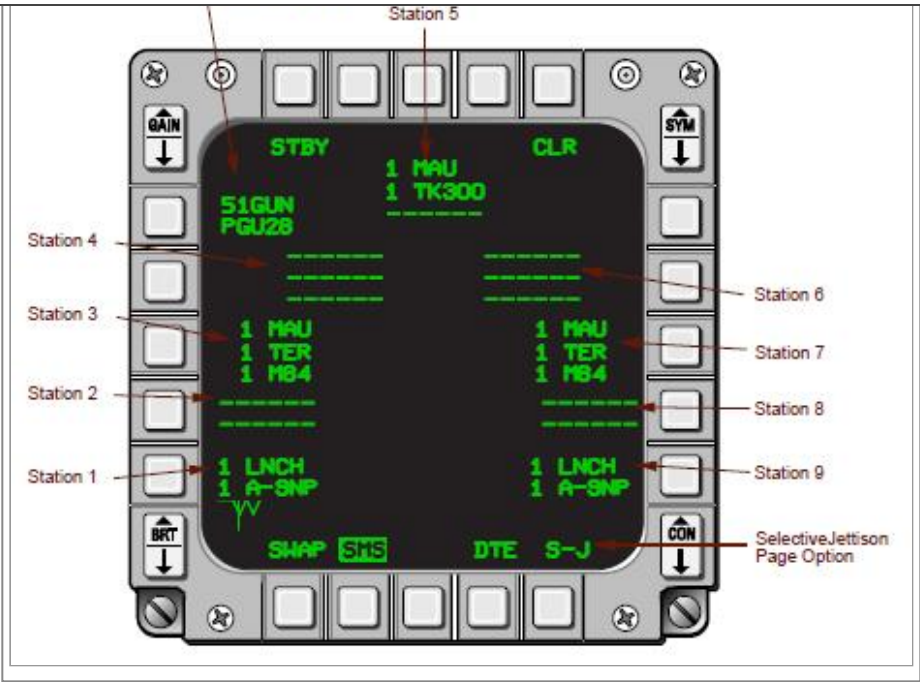 Station 5
GAIN
SYM
STBY
CLR
1 MAU
1 TK300
------
51GUN
PGU28
Station 4
------
------
------
------
------
------
Station 6
Station 3
1 MAU
1 TER
1 M84
1 MAU
1 TER
1 M84
Station 7
Station 2
------
------
------
------
Station 8
Station 1
1 LNCH
1 A-9NP
1 LNCH
1 A-9NP
Station 9
BRT
CON
SWAP SMS DTE S-J
SelectiveJettison
Page Option